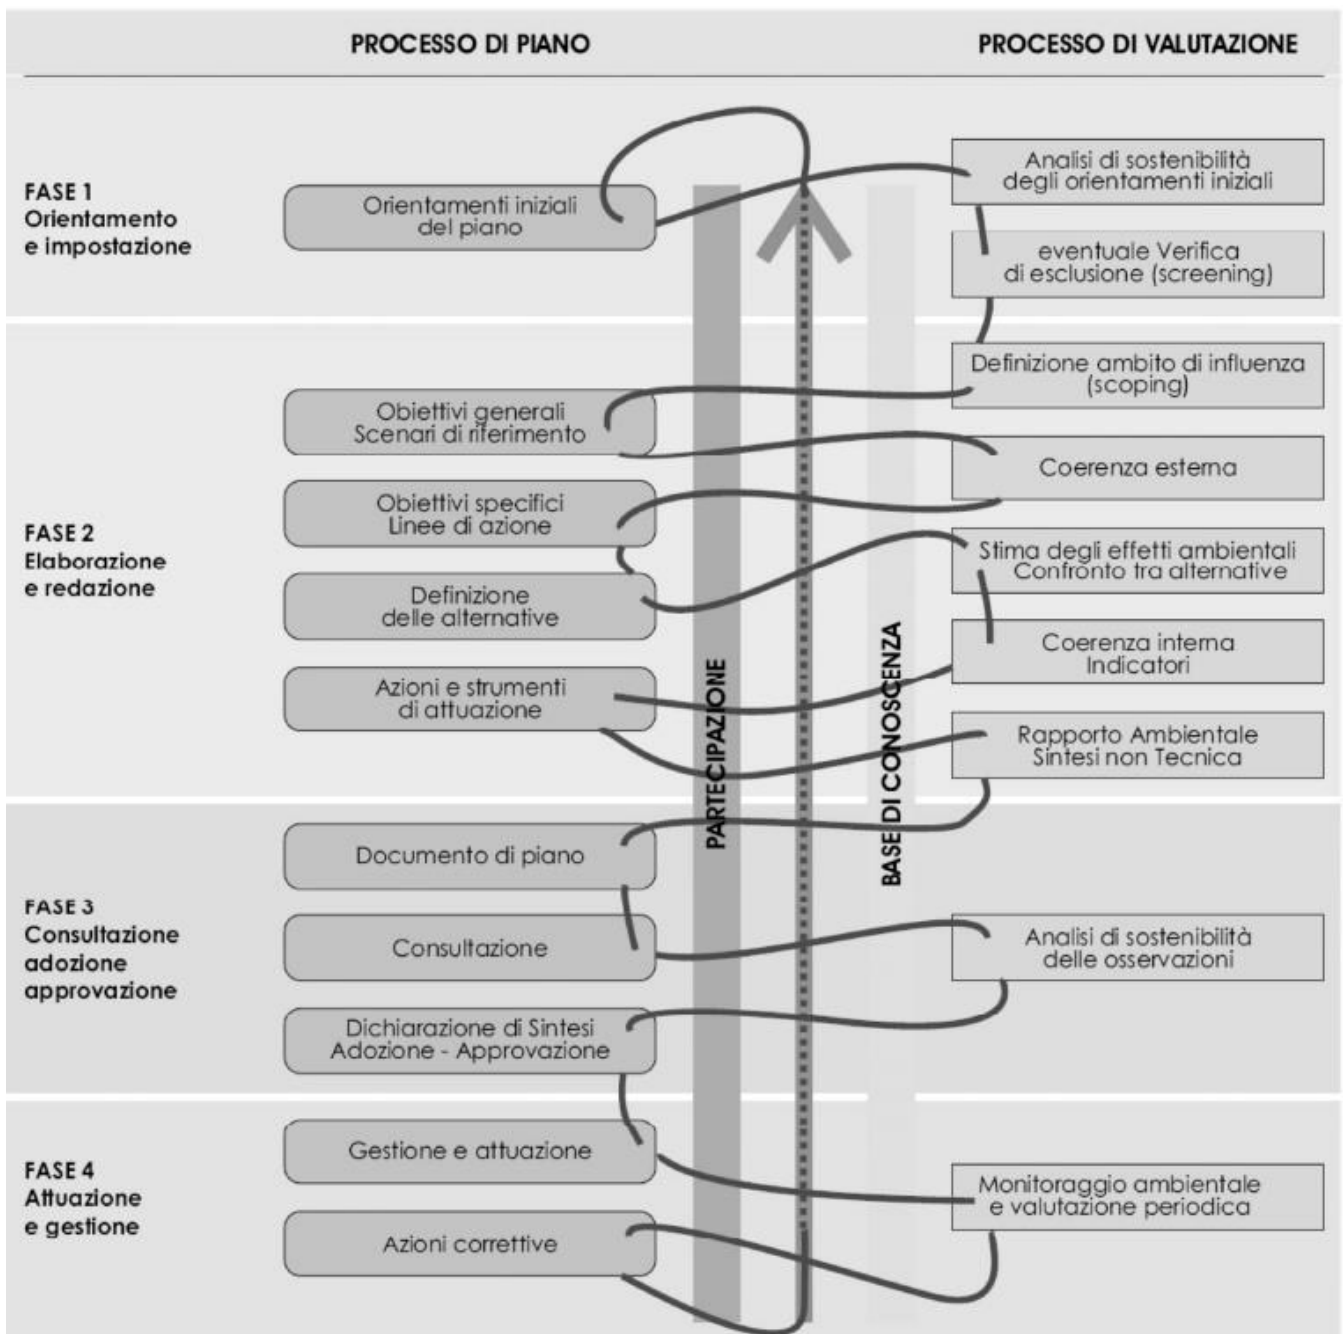 PROCESSO DI PIANO
PROCESSO DI VALUTAZIONE
FASE 1
Orientamento
e impostazione
Orientamenti iniziali
del piano
Analisi di sostenibilità
degli orientamenti iniziali
eventuale Verifica
di esclusione (screening)
FASE 2
Elaborazione
e redazione
Obiettivi generali
Scenari di riferimento
Obiettivi specifici
Linee di azione
Definizione
delle alternative
Azioni e strumenti
di attuazione
Definizione ambito di influenza
(scoping)
Coerenza esterna
Stima degli effetti ambientali
Confronto tra alternative
Coerenza interna
Indicatori
Rapporto Ambientale
Sintesi non Tecnica
PARTECIPAZIONE
BASE DI CONOSCENZA
FASE 3
Consultazione
adozione
approvazione
Documento di piano
Consultazione
Dichiarazione di Sintesi
Adozione - Approvazione
Analisi di sostenibilità
delle osservazioni
FASE 4
Attuazione
e gestione
Gestione e attuazione
Azioni correttive
Monitoraggio ambientale
e valutazione periodica